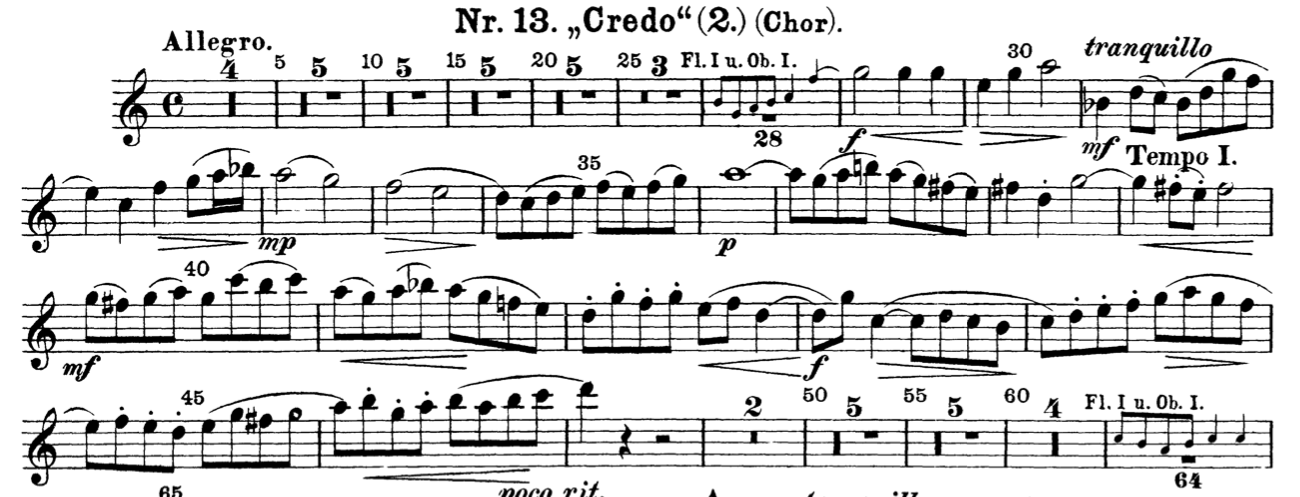 Nr. 13. „Credo“ (2.) (Chor).
Allegro.
4 5 5 10 5 15 5 20 5 25 3 Fl. I u. Ob. I. 28 30 tranquillo
f mf
Tempo I.
35
mp p
40
mf f
45 2 50 5 55 5 60 4 Fl. I u. Ob. I. 64
65 poco rit.